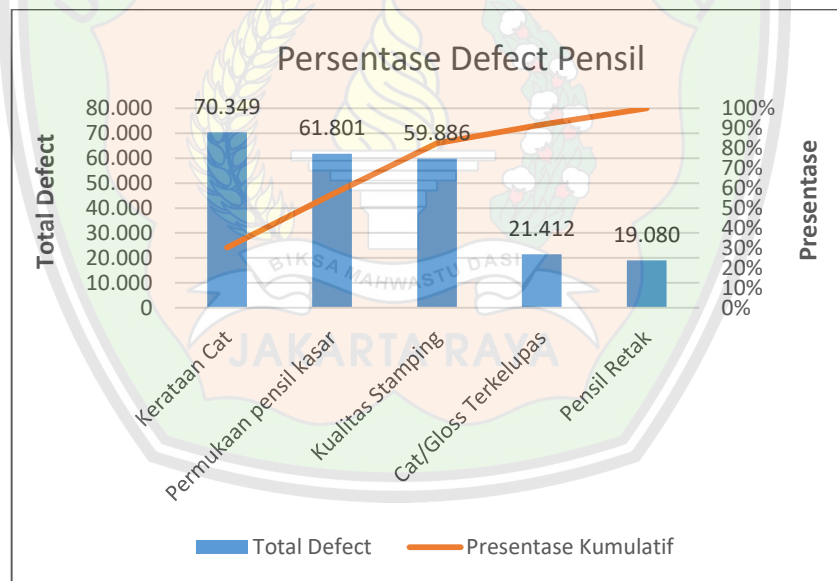 Persentase Defect Pensil
80.000
70.000
60.000
50.000
40.000
30.000
20.000
10.000
0
Total Defect
70.349
61.801
59.886
21.412
19.080
100%
90%
80%
70%
60%
50%
40%
30%
20%
10%
0%
Presentase
BIKSA MAHWASTU DASI
JAKARTA RAYA
Kerataan Cat
Permukaan pensil kasar
Kualitas Stamping
Cat/Gloss Terkelupas
Pensil Retak
Total Defect
Presentase Kumulatif